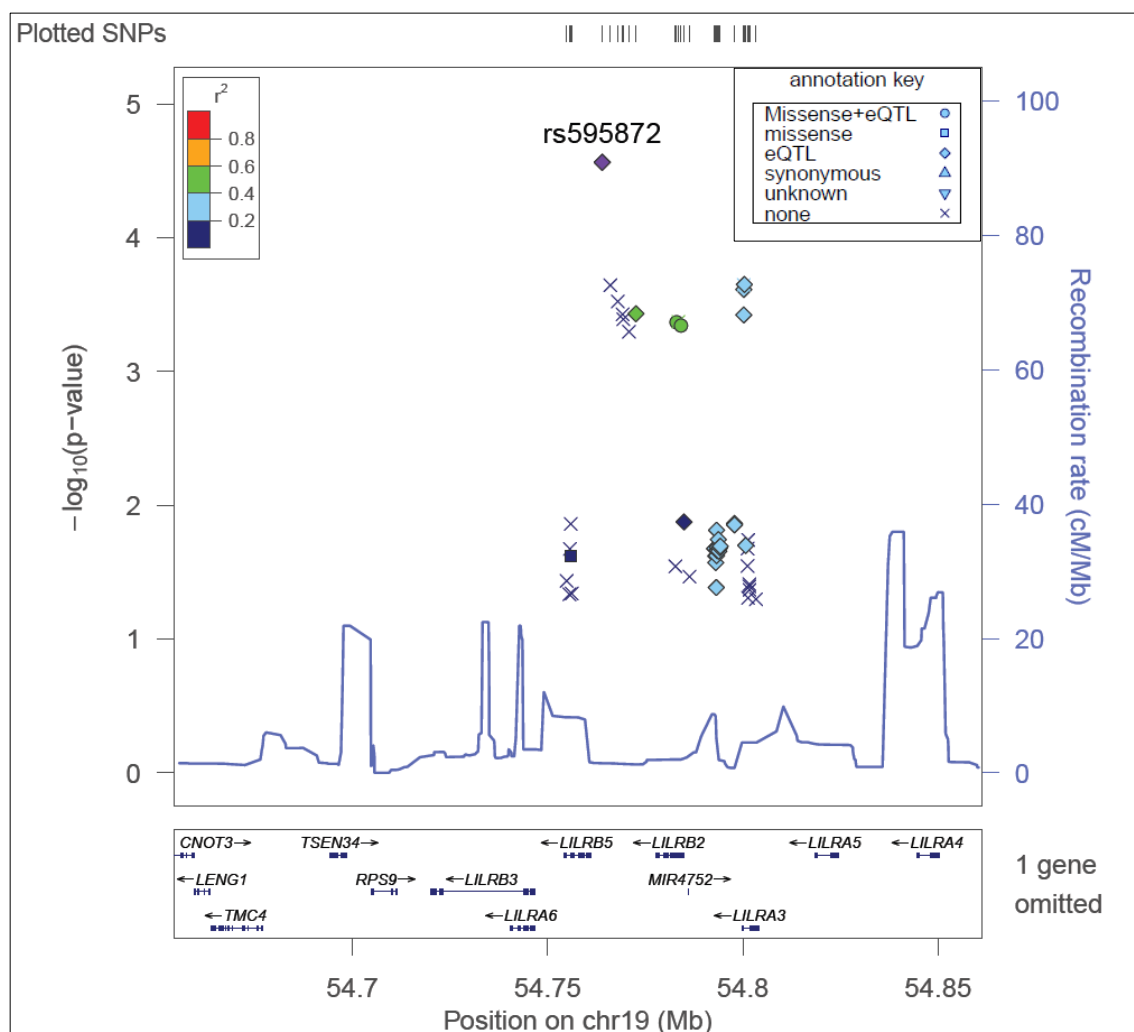 Plotted SNPs
r2
0.8
0.6
0.4
0.2
rs595872
annotation key
Missense+eQTL
missense
eQTL
synonymous
unknown
none
5
4
3
2
1
0
−log10(p−value)
100
80
60
40
20
0
Recombination rate (cM/Mb)
CNOT3→
TSEN34→
←LILRB5
←LILRB2
←LILRA5
←LILRA4
←LENG1
RPS9→
←LILRB3
MIR4752→
←TMC4
←LILRA6
←LILRA3
1 gene
omitted
54.7
54.75
54.8
54.85
Position on chr19 (Mb)